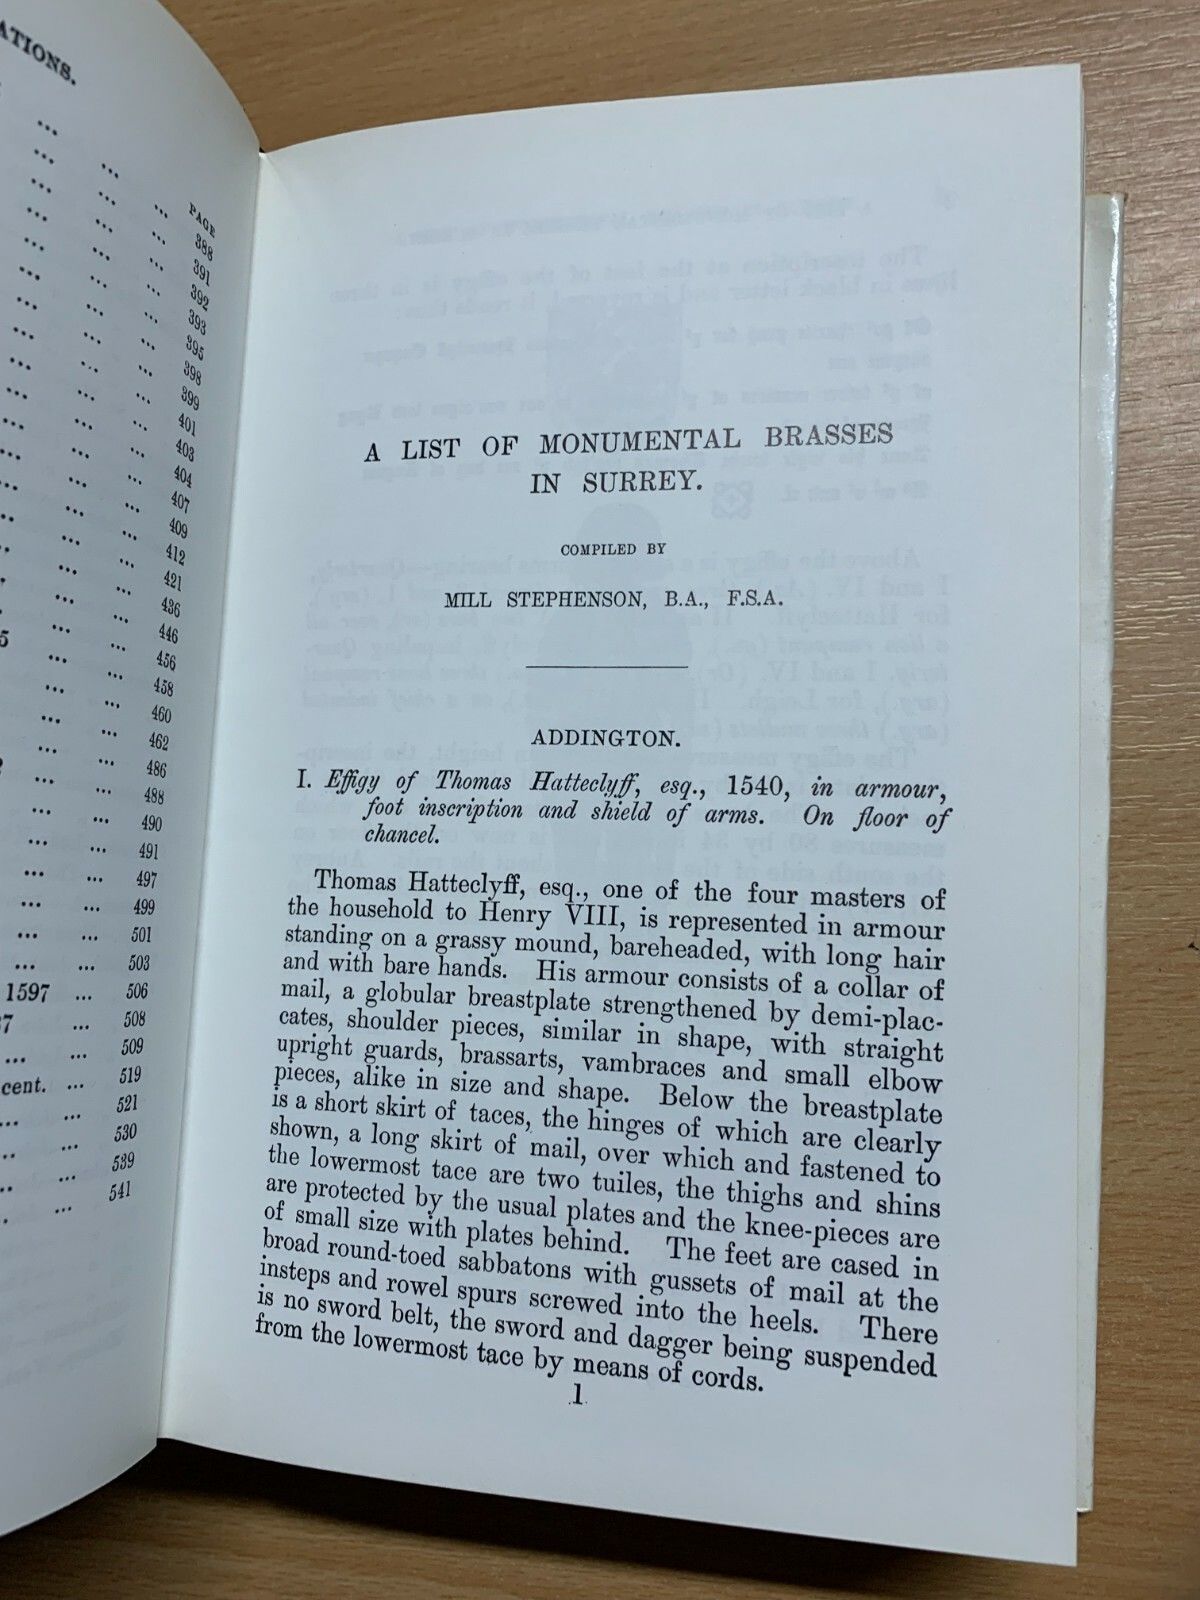 ATIONS.
PAGE
... ... ... 388
... ... ... 391
... ... ... 392
... ... ... 393
... ... ... 395
... ... ... 398
... ... ... 399
... ... ... 401
... ... ... 403
... ... ... 404
... ... ... 407
... ... ... 409
... ... ... 412
... ... ... 421
... ... ... 436
... ... ... 446
5 ... ... 456
... ... 458
... ... 460
... ... 462
... ... 486
... ... 488
... ... 490
... ... 491
... ... 497
... ... 499
... ... 501
... ... 503
1597 ... 506
7 ... 508
... ... 509
cent. ... 519
... ... 521
... ... 530
... ... 539
... ... 541
A LIST OF MONUMENTAL BRASSES
IN SURREY.
COMPILED BY
MILL STEPHENSON, B.A., F.S.A.
ADDINGTON.
I. Effigy of Thomas Hatteclyff, esq., 1540, in armour,
foot inscription and shield of arms. On floor of
chancel.
Thomas Hatteclyff, esq., one of the four masters of
the household to Henry VIII, is represented in armour
standing on a grassy mound, bareheaded, with long hair
and with bare hands. His armour consists of a collar of
mail, a globular breastplate strengthened by demi-plac-
cates, shoulder pieces, similar in shape, with straight
upright guards, brassarts, vambraces and small elbow
pieces, alike in size and shape. Below the breastplate
is a short skirt of taces, the hinges of which are clearly
shown, a long skirt of mail, over which and fastened to
the lowermost tace are two tuiles, the thighs and shins
are protected by the usual plates and the knee-pieces are
of small size with plates behind. The feet are cased in
broad round-toed sabbatons with gussets of mail at the
insteps and rowel spurs screwed into the heels. There
is no sword belt, the sword and dagger being suspended
from the lowermost tace by means of cords.
1